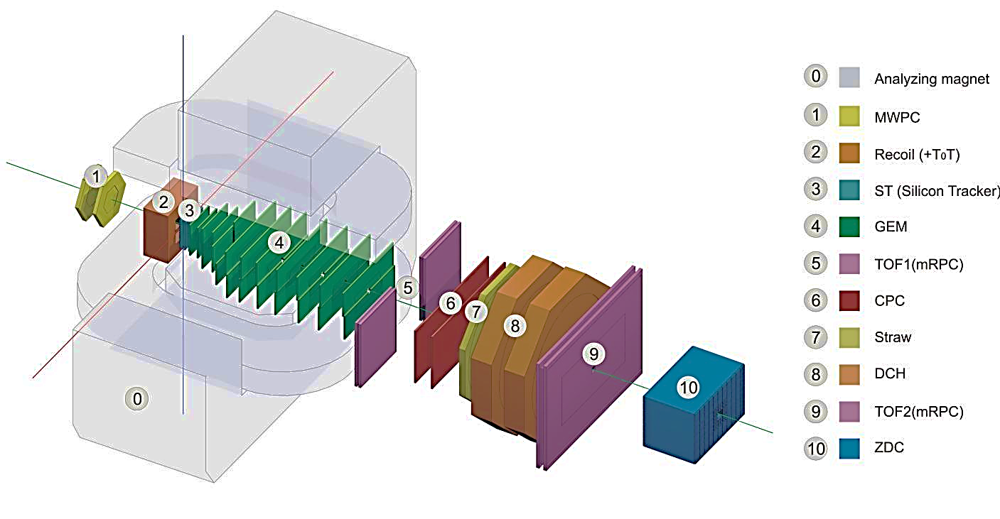 0 Analyzing magnet
1 MWPC
2 Recoil (+T₀T)
3 ST (Silicon Tracker)
4 GEM
5 TOF1(mRPC)
6 CPC
7 Straw
8 DCH
9 TOF2(mRPC)
10 ZDC
1
2
3
4
5
6
7
8
9
10
0